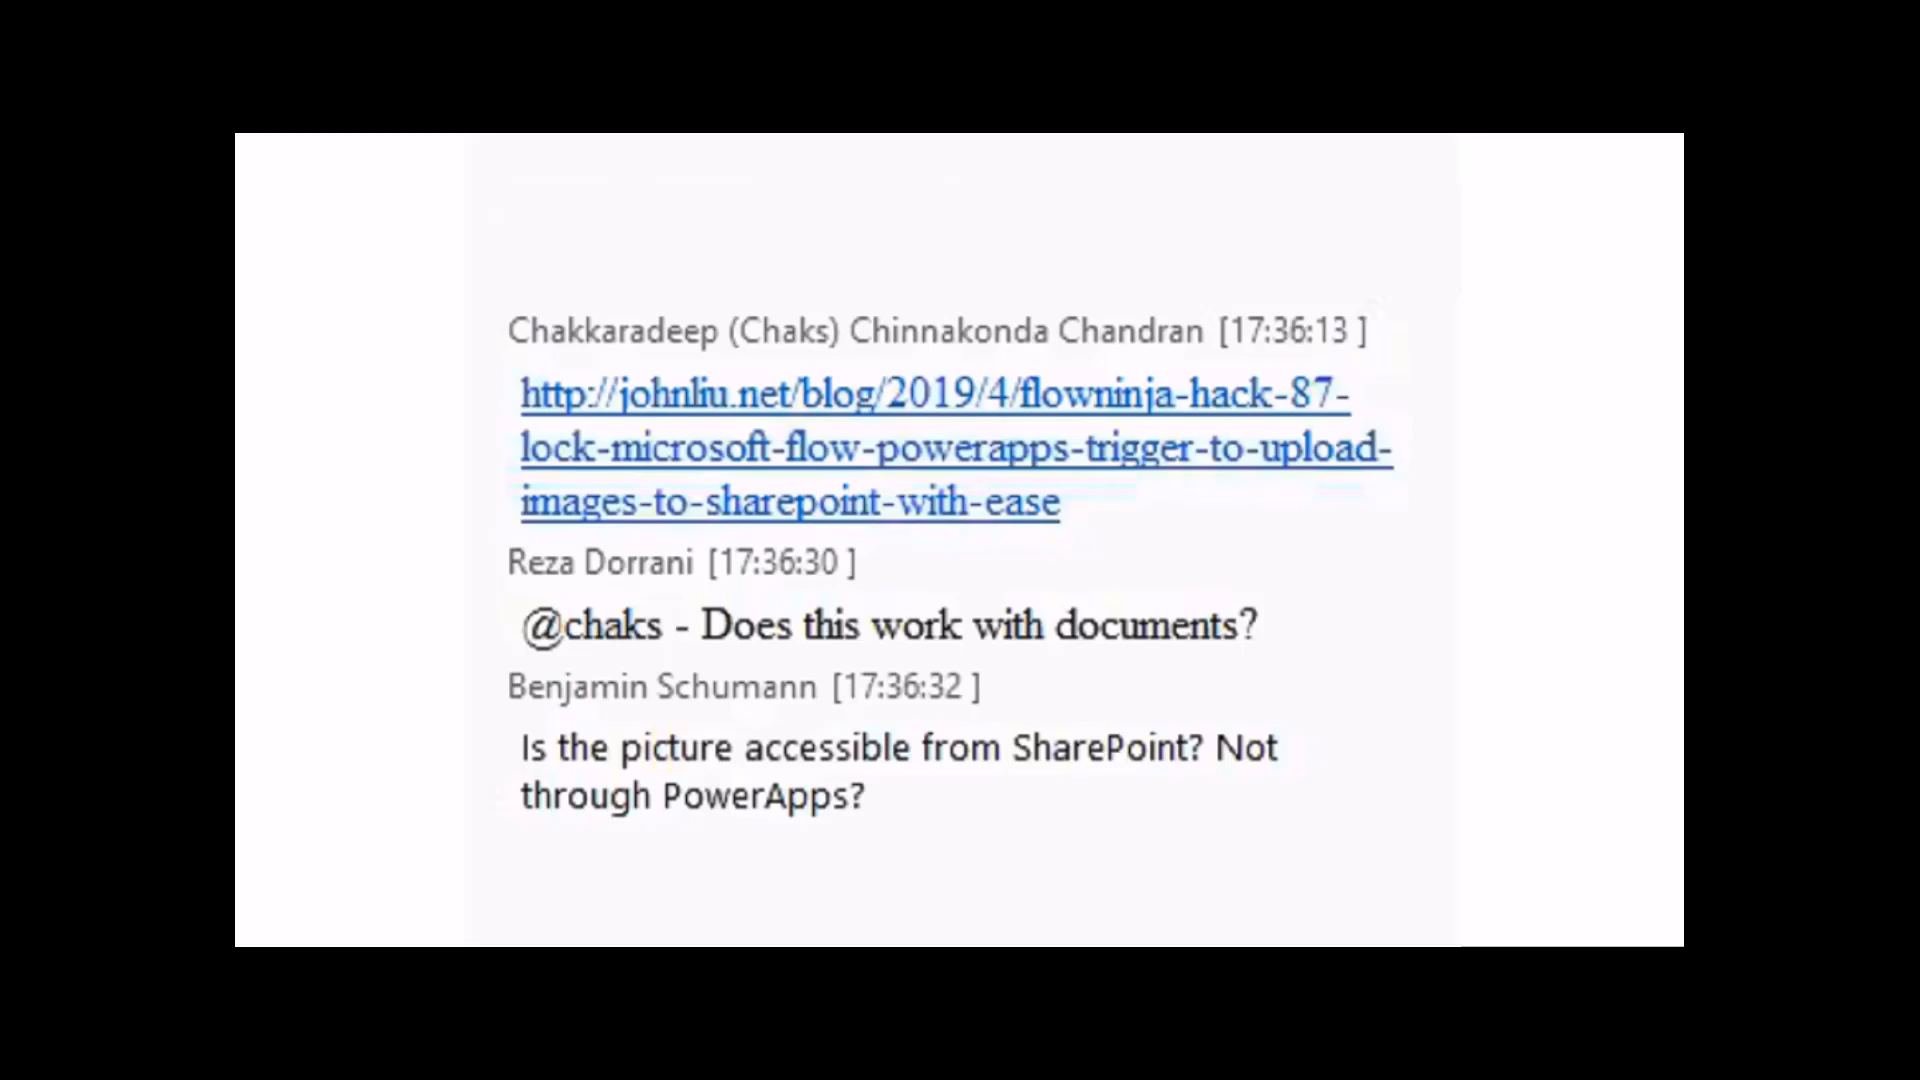 Chakkaradeep (Chaks) Chinnakonda Chandran [17:36:13 ]
http://johnliu.net/blog/2019/4/flowninja-hack-87-
lock-microsoft-flow-powerapps-trigger-to-upload-
images-to-sharepoint-with-ease
Reza Dorrani [17:36:30 ]
@chaks - Does this work with documents?
Benjamin Schumann [17:36:32 ]
Is the picture accessible from SharePoint? Not
through PowerApps?